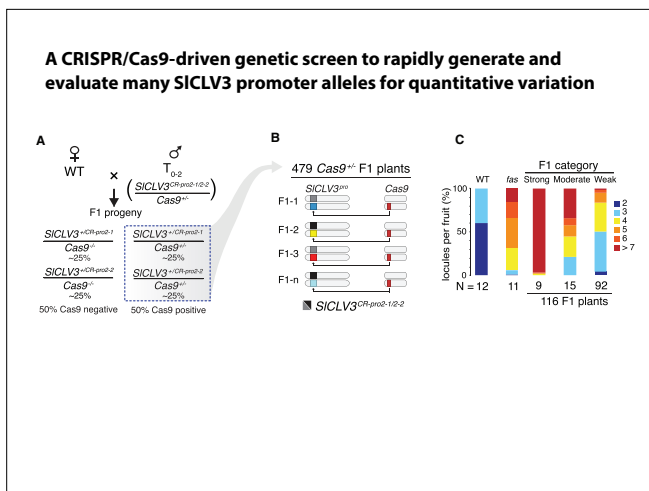 A CRISPR/Cas9-driven genetic screen to rapidly generate and
evaluate many SlCLV3 promoter alleles for quantitative variation
A
♀
WT
×
♂
T0-2
(SlCLV3CR-pro2-1/2-2
Cas9+/-)
F1 progeny
SlCLV3+/CR-pro2-1
Cas9-/-
~25%
SlCLV3+/CR-pro2-1
Cas9+/-
~25%
SlCLV3+/CR-pro2-2
Cas9-/-
~25%
SlCLV3+/CR-pro2-2
Cas9+/-
~25%
50% Cas9 negative
50% Cas9 positive
B
479 Cas9+/- F1 plants
SlCLV3pro Cas9
F1-1
F1-2
F1-3
F1-n
SlCLV3CR-pro2-1/2-2
C
F1 category
WT fas Strong Moderate Weak
locules per fruit (%)
100
50
0
2
3
4
5
6
> 7
N = 12 11 9 15 92
116 F1 plants